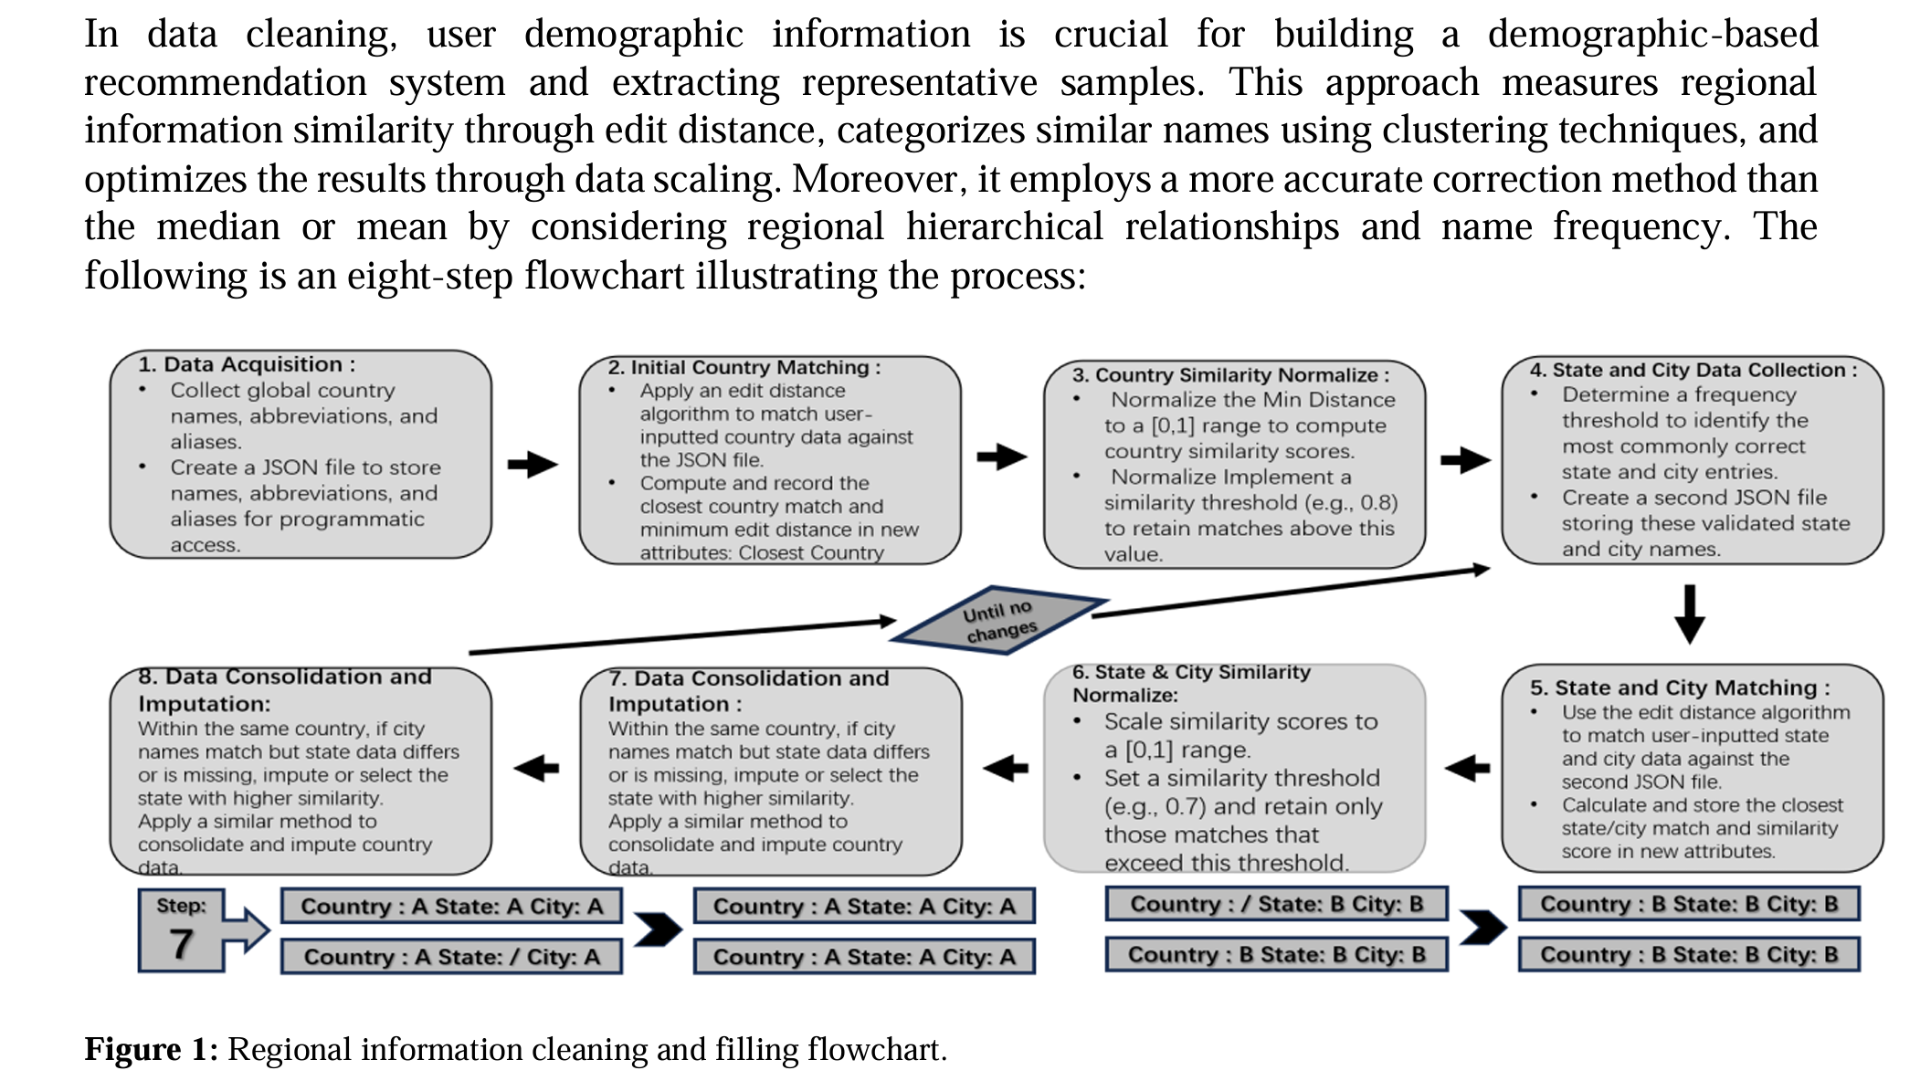 In data cleaning, user demographic information is crucial for building a demographic-based
recommendation system and extracting representative samples. This approach measures regional
information similarity through edit distance, categorizes similar names using clustering techniques, and
optimizes the results through data scaling. Moreover, it employs a more accurate correction method than
the median or mean by considering regional hierarchical relationships and name frequency. The
following is an eight-step flowchart illustrating the process:
1. Data Acquisition :
• Collect global country
names, abbreviations, and
aliases.
• Create a JSON file to store
names, abbreviations, and
aliases for programmatic
access.
2. Initial Country Matching :
• Apply an edit distance
algorithm to match user-
inputted country data against
the JSON file.
• Compute and record the
closest country match and
minimum edit distance in new
attributes: Closest Country
3. Country Similarity Normalize :
• Normalize the Min Distance
to a [0,1] range to compute
country similarity scores.
• Normalize Implement a
similarity threshold (e.g., 0.8)
to retain matches above this
value.
4. State and City Data Collection :
• Determine a frequency
threshold to identify the
most commonly correct
state and city entries.
• Create a second JSON file
storing these validated state
and city names.
Until no
changes
5. State and City Matching :
• Use the edit distance algorithm
to match user-inputted state
and city data against the
second JSON file.
• Calculate and store the closest
state/city match and similarity
score in new attributes.
6. State & City Similarity
Normalize:
• Scale similarity scores to
a [0,1] range.
• Set a similarity threshold
(e.g., 0.7) and retain only
those matches that
exceed this threshold.
7. Data Consolidation and
Imputation :
Within the same country, if city
names match but state data differs
or is missing, impute or select the
state with higher similarity.
Apply a similar method to
consolidate and impute country
data.
8. Data Consolidation and
Imputation:
Within the same country, if city
names match but state data differs
or is missing, impute or select the
state with higher similarity.
Apply a similar method to
consolidate and impute country
data.
Step:
7
Country : A State: A City: A
Country : A State: / City: A
Country : A State: A City: A
Country : A State: A City: A
Country : / State: B City: B
Country : B State: B City: B
Country : B State: B City: B
Country : B State: B City: B
Figure 1: Regional information cleaning and filling flowchart.